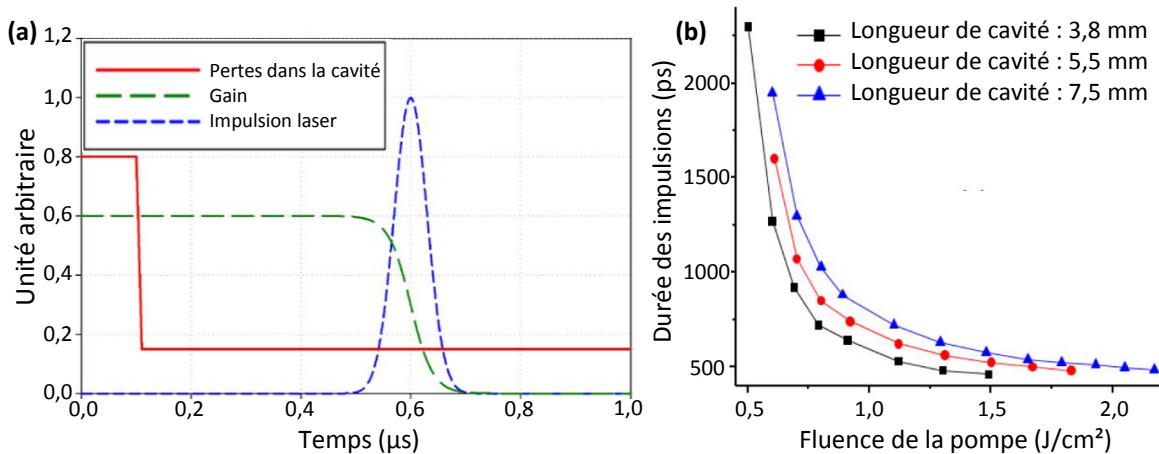 (a)
1,2
1,0
0,8
0,6
0,4
0,2
0,0
Unité arbitraire
Pertes dans la cavité
Gain
Impulsion laser
0,0 0,2 0,4 0,6 0,8 1,0
Temps (µs)
(b)
Longueur de cavité : 3,8 mm
Longueur de cavité : 5,5 mm
Longueur de cavité : 7,5 mm
2000
1500
1000
500
Durée des impulsions (ps)
0,5 1,0 1,5 2,0
Fluence de la pompe (J/cm²)